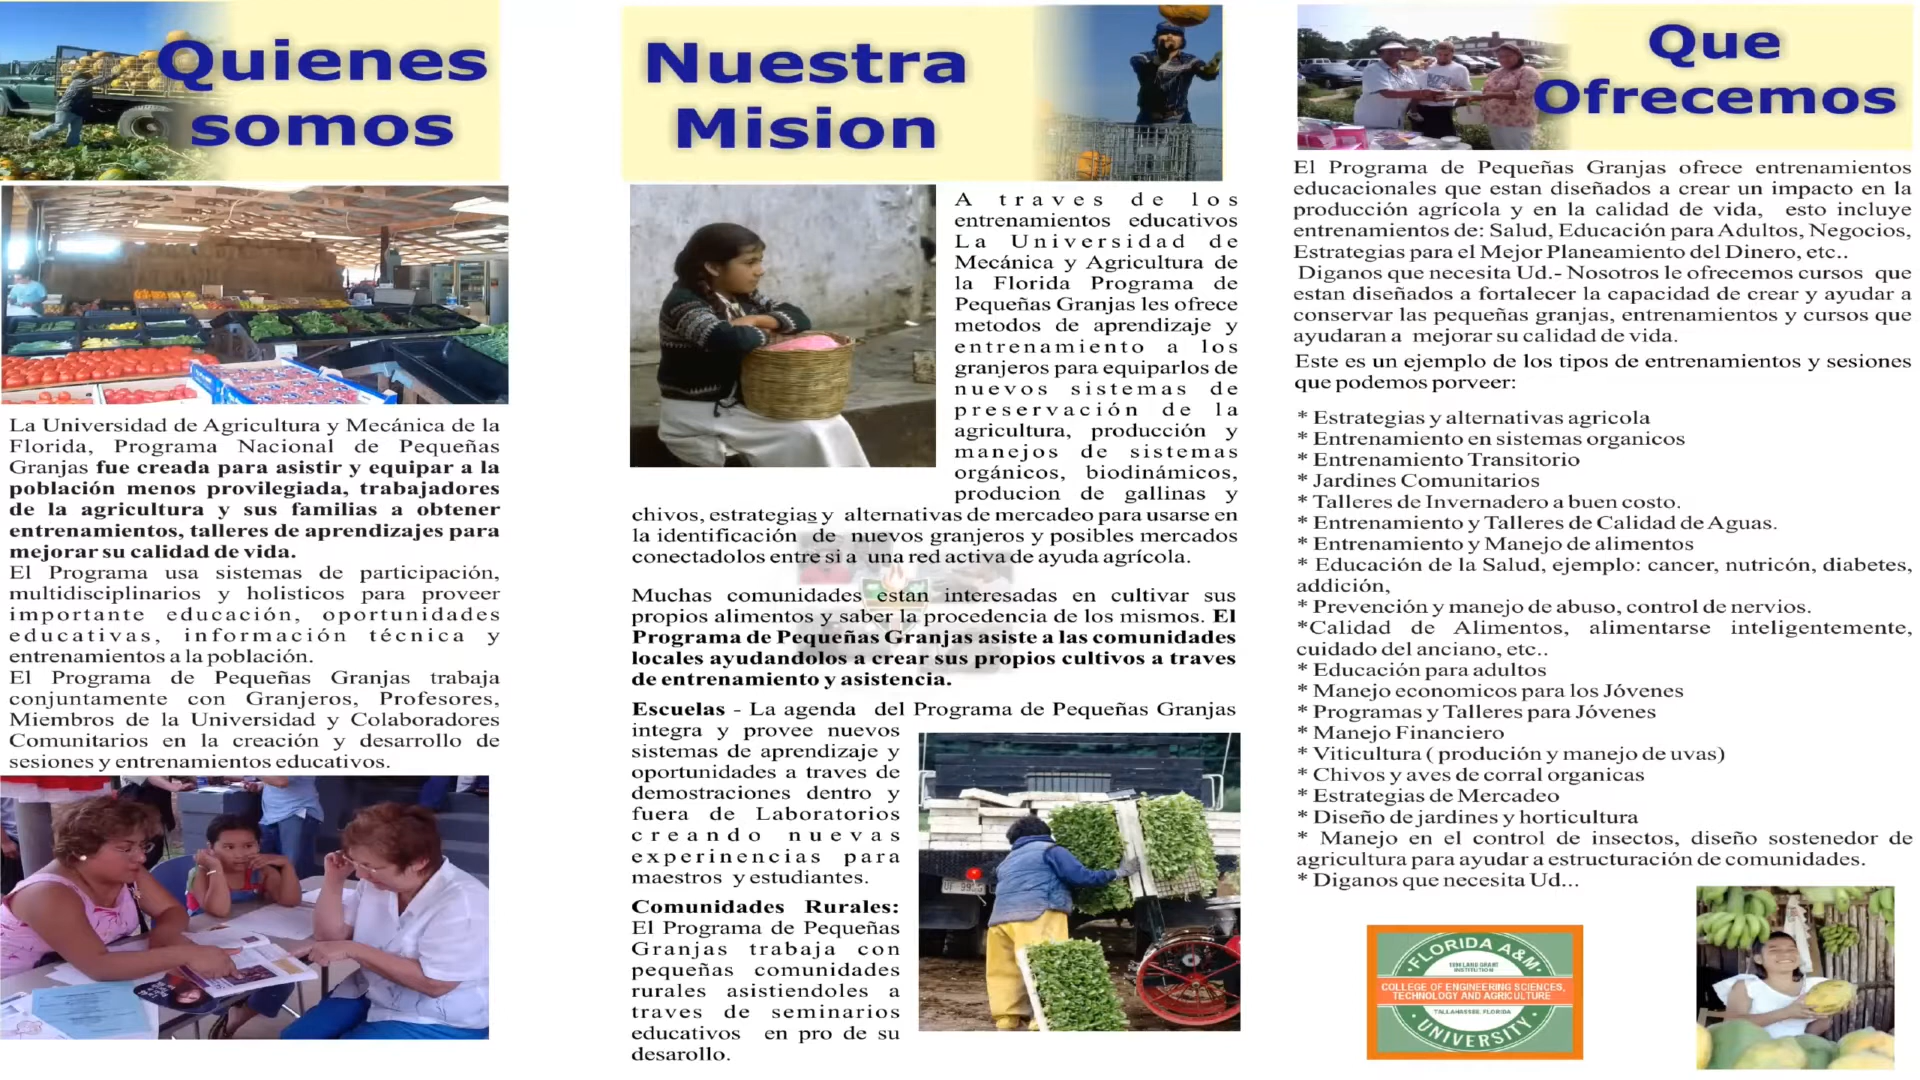 Quienes
somos
La Universidad de Agricultura y Mecánica de la
Florida, Programa Nacional de Pequeñas
Granjas fue creada para asistir y equipar a la
población menos provilegiada, trabajadores
de la agricultura y sus familias a obtener
entrenamientos, talleres de aprendizajes para
mejorar su calidad de vida.
El Programa usa sistemas de participación,
multidisciplinarios y holisticos para proveer
importante educación, oportunidades
educativas, información técnica y
entrenamientos a la población.
El Programa de Pequeñas Granjas trabaja
conjuntamente con Granjeros, Profesores,
Miembros de la Universidad y Colaboradores
Comunitarios en la creación y desarrollo de
sesiones y entrenamientos educativos.
Nuestra
Mision
A traves de los
entrenamientos educativos
La Universidad de
Mecánica y Agricultura de
la Florida Programa de
Pequeñas Granjas les ofrece
metodos de aprendizaje y
entrenamiento a los
granjeros para equiparlos de
nuevos sistemas de
preservación de la
agricultura, producción y
manejos de sistemas
orgánicos, biodinámicos,
producion de gallinas y
chivos, estrategias y alternativas de mercadeo para usarse en
la identificación de nuevos granjeros y posibles mercados
conectadolos entre si a una red activa de ayuda agrícola.
Muchas comunidades estan interesadas en cultivar sus
propios alimentos y saber la procedencia de los mismos. El
Programa de Pequeñas Granjas asiste a las comunidades
locales ayudandolos a crear sus propios cultivos a traves
de entrenamiento y asistencia.
Escuelas - La agenda del Programa de Pequeñas Granjas
integra y provee nuevos
sistemas de aprendizaje y
oportunidades a traves de
demostraciones dentro y
fuera de Laboratorios
creando nuevas
experinencias para
maestros y estudiantes.
Comunidades Rurales:
El Programa de Pequeñas
Granjas trabaja con
pequeñas comunidades
rurales asistiendoles a
traves de seminarios
educativos en pro de su
desarollo.
Que
Ofrecemos
El Programa de Pequeñas Granjas ofrece entrenamientos
educacionales que estan diseñados a crear un impacto en la
producción agrícola y en la calidad de vida, esto incluye
entrenamientos de: Salud, Educación para Adultos, Negocios,
Estrategias para el Mejor Planeamiento del Dinero, etc..
Diganos que necesita Ud.- Nosotros le ofrecemos cursos que
estan diseñados a fortalecer la capacidad de crear y ayudar a
conservar las pequeñas granjas, entrenamientos y cursos que
ayudaran a mejorar su calidad de vida.
Este es un ejemplo de los tipos de entrenamientos y sesiones
que podemos porveer:
* Estrategias y alternativas agricola
* Entrenamiento en sistemas organicos
* Entrenamiento Transitorio
* Jardines Comunitarios
* Talleres de Invernadero a buen costo.
* Entrenamiento y Talleres de Calidad de Aguas.
* Entrenamiento y Manejo de alimentos
* Educación de la Salud, ejemplo: cancer, nutricón, diabetes,
addición,
* Prevención y manejo de abuso, control de nervios.
*Calidad de Alimentos, alimentarse inteligentemente,
cuidado del anciano, etc..
* Educación para adultos
* Manejo economicos para los Jóvenes
* Programas y Talleres para Jóvenes
* Manejo Financiero
* Viticultura ( produción y manejo de uvas)
* Chivos y aves de corral organicas
* Estrategias de Mercadeo
* Diseño de jardines y horticultura
* Manejo en el control de insectos, diseño sostenedor de
agricultura para ayudar a estructuración de comunidades.
* Diganos que necesita Ud...
FLORIDA A&M
1890 LAND GRANT
INSTITUTION
COLLEGE OF ENGINEERING SCIENCES,
TECHNOLOGY AND AGRICULTURE
TALLAHASSEE, FLORIDA
UNIVERSITY